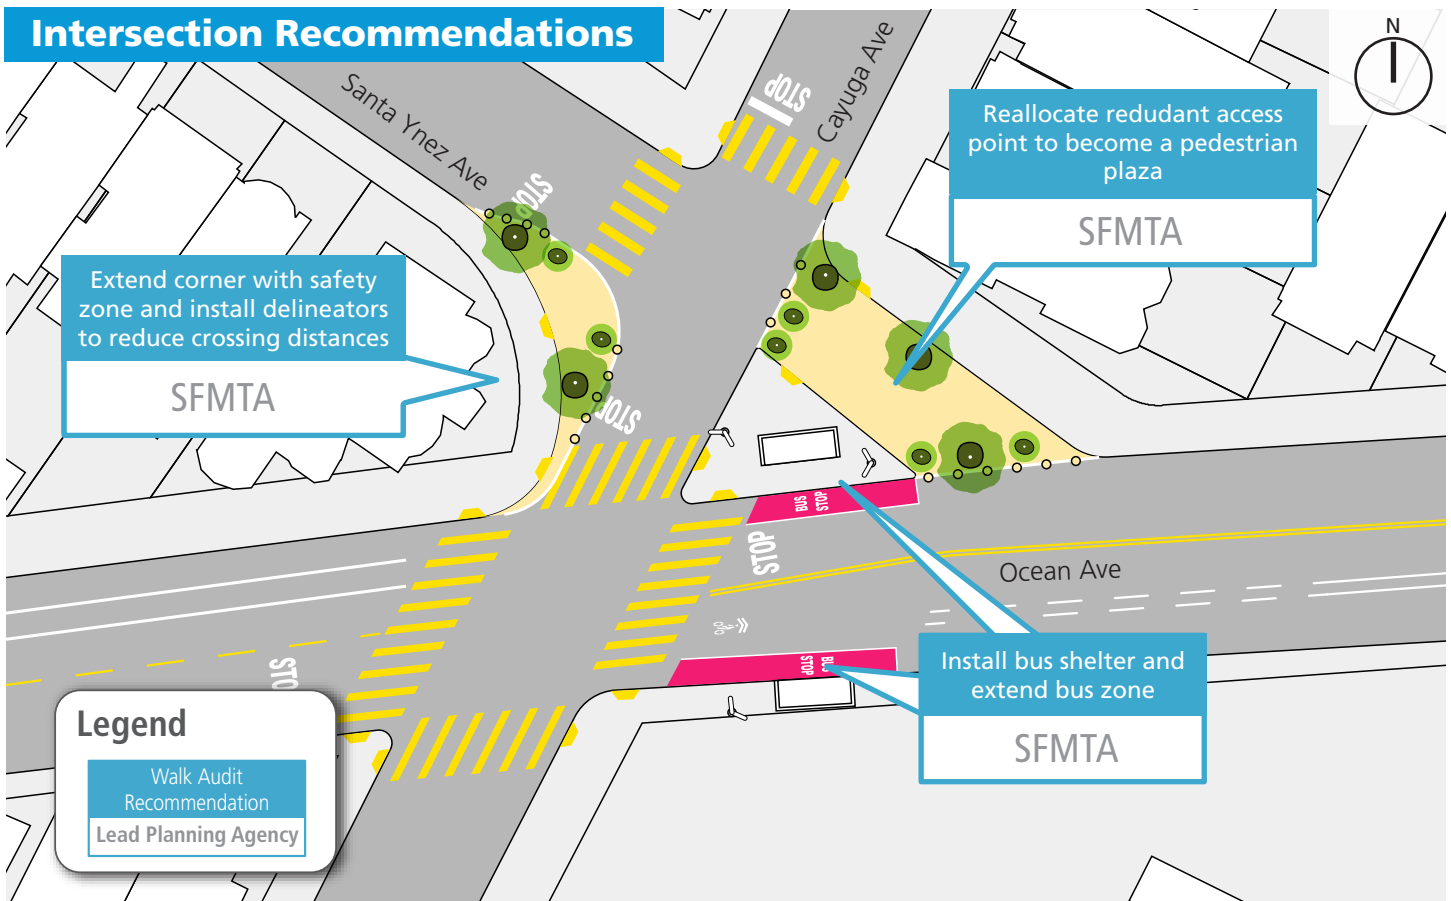 Intersection Recommendations
N
Santa Ynez Ave
Cayuga Ave
STOP
STOP
Reallocate redudant access
point to become a pedestrian
plaza
SFMTA
Extend corner with safety
zone and install delineators
to reduce crossing distances
SFMTA
STOP
BUS
STOP
STOP
Ocean Ave
BUS
STOP
Install bus shelter and
extend bus zone
SFMTA
STOP
Legend
Walk Audit
Recommendation
Lead Planning Agency